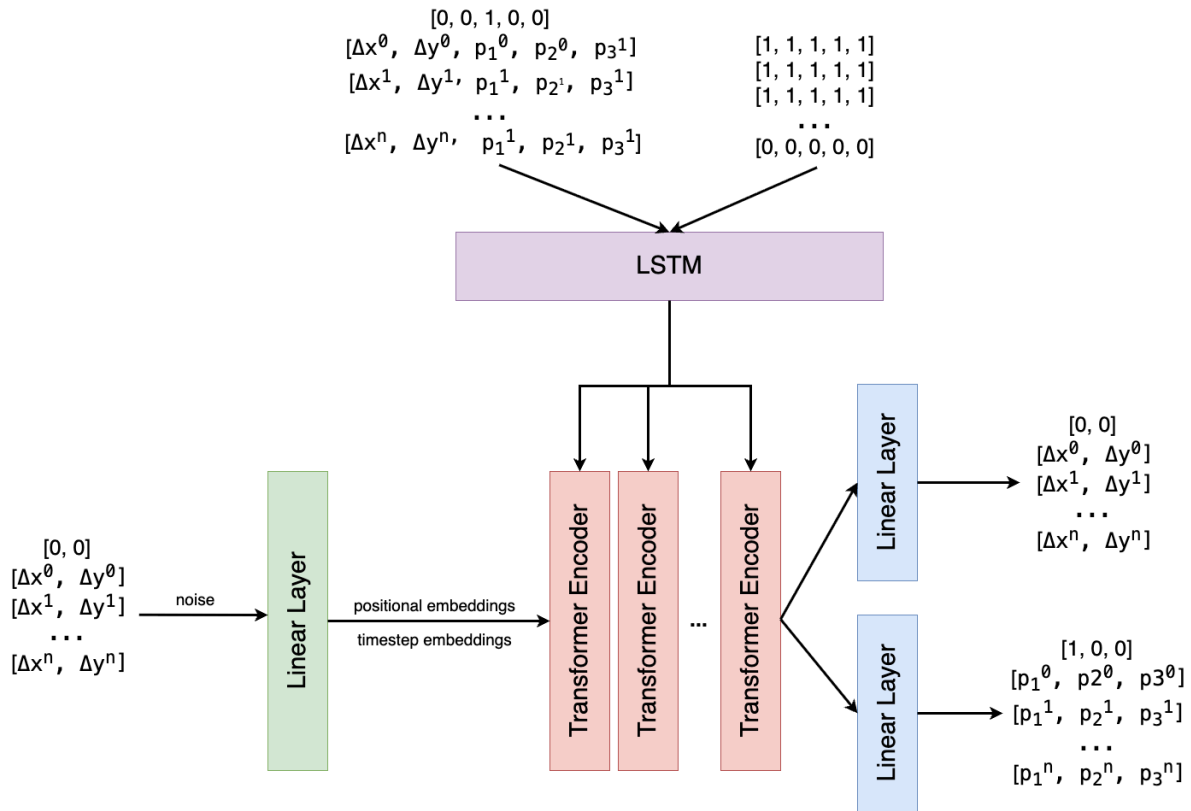 [0, 0, 1, 0, 0]
[Δx⁰, Δy⁰, p₁⁰, p₂⁰, p₃¹]
[Δx¹, Δy¹, p₁¹, p₂¹, p₃¹]
...
[Δxⁿ, Δyⁿ, p₁¹, p₂¹, p₃¹]
[1, 1, 1, 1, 1]
[1, 1, 1, 1, 1]
[1, 1, 1, 1, 1]
...
[0, 0, 0, 0, 0]
LSTM
[0, 0]
[Δx⁰, Δy⁰]
[Δx¹, Δy¹]
...
[Δxⁿ, Δyⁿ]
noise
Linear Layer
positional embeddings
timestep embeddings
Transformer Encoder
Transformer Encoder
...
Transformer Encoder
Linear Layer
[0, 0]
[Δx⁰, Δy⁰]
[Δx¹, Δy¹]
...
[Δxⁿ, Δyⁿ]
Linear Layer
[1, 0, 0]
[p₁⁰, p2⁰, p3⁰]
[p₁¹, p₂¹, p₃¹]
...
[p₁ⁿ, p₂ⁿ, p₃ⁿ]